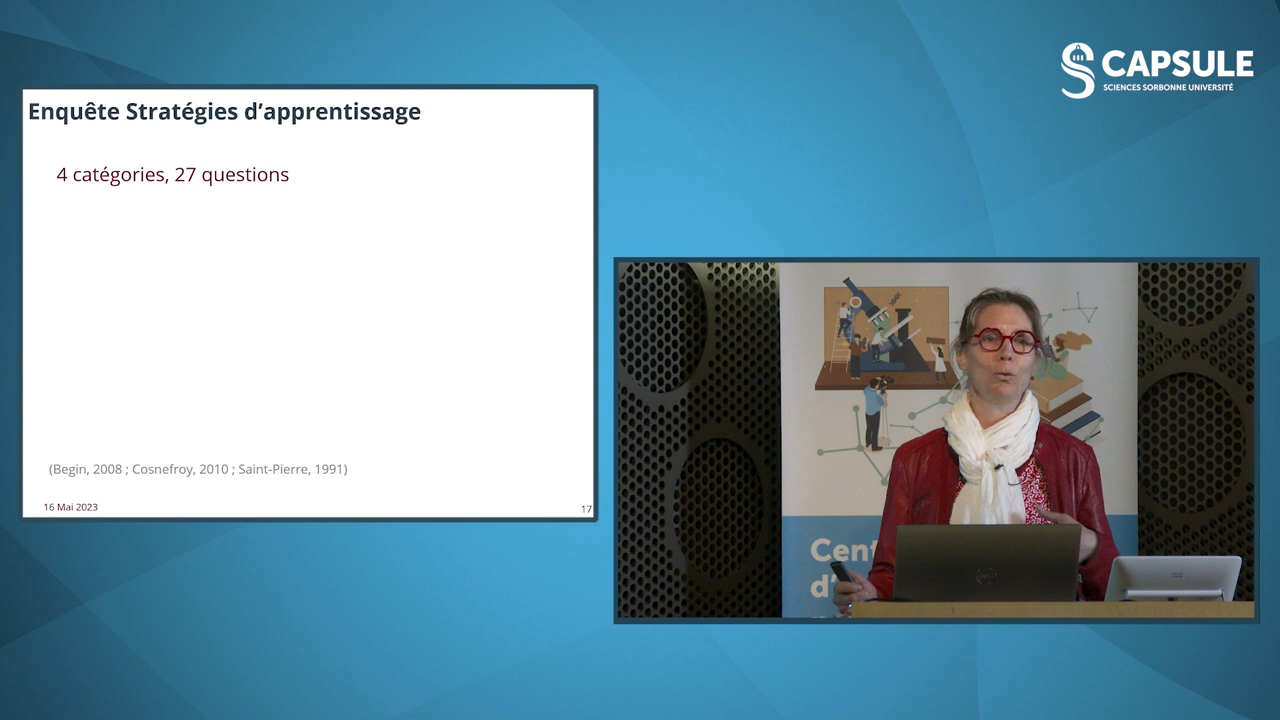 CAPSULE
SCIENCES SORBONNE UNIVERSITÉ
Enquête Stratégies d’apprentissage
4 catégories, 27 questions
(Begin, 2008 ; Cosnefroy, 2010 ; Saint-Pierre, 1991)
16 Mai 2023
17